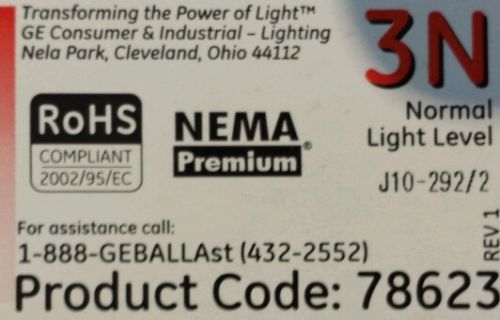 Transforming the Power of Light™
GE Consumer & Industrial – Lighting
Nela Park, Cleveland, Ohio 44112
3N
Normal
Light Level
J10-292/2
RoHS
COMPLIANT
2002/95/EC
NEMA
Premium®
For assistance call:
1-888-GEBALLAst (432-2552)
REV 1
Product Code: 78623